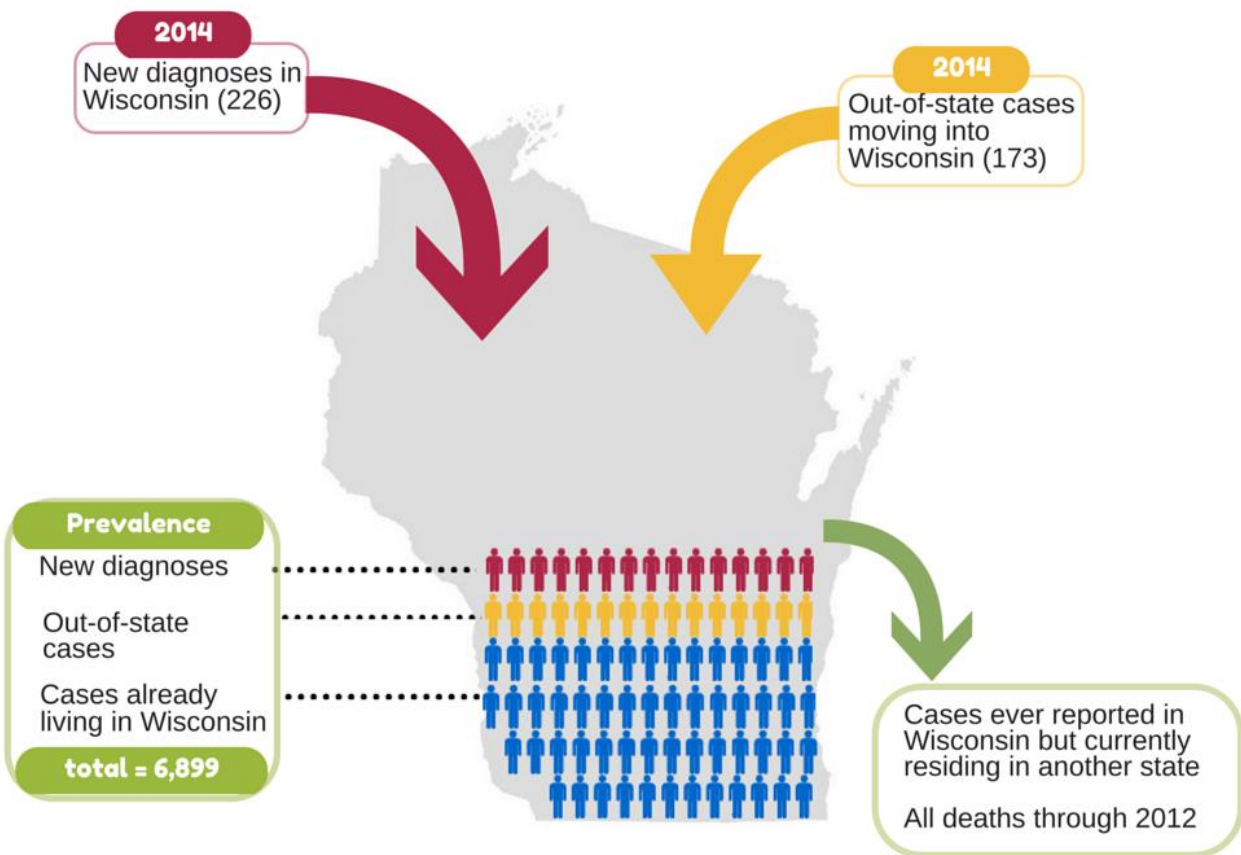 2014
New diagnoses in
Wisconsin (226)
2014
Out-of-state cases
moving into
Wisconsin (173)
Prevalence
New diagnoses
Out-of-state
cases
Cases already
living in Wisconsin
total = 6,899
Cases ever reported in
Wisconsin but currently
residing in another state
All deaths through 2012